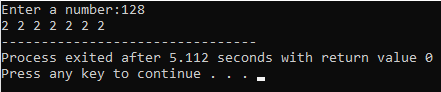 Enter a number:128
2 2 2 2 2 2 2
--------------------------------
Process exited after 5.112 seconds with return value 0
Press any key to continue . . .